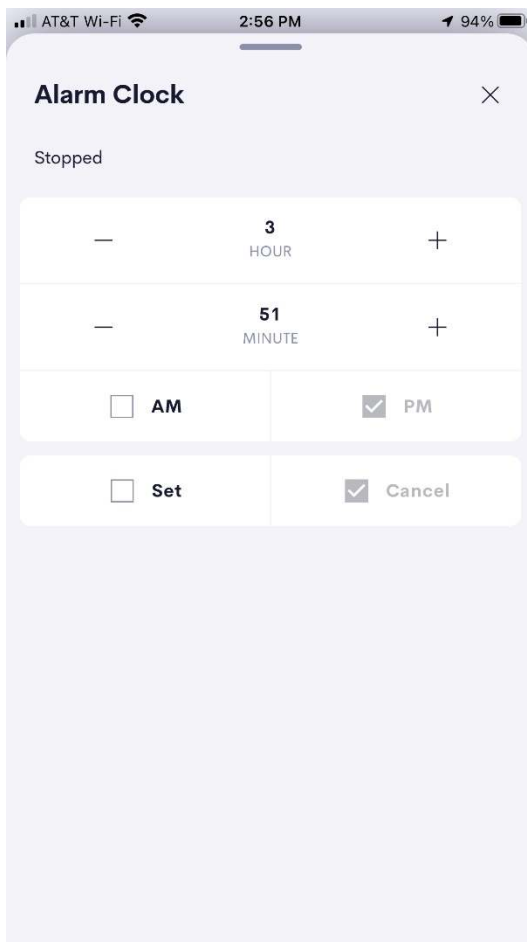 AT&T Wi-Fi 2:56 PM 94%
Alarm Clock
Stopped
3
HOUR
51
MINUTE
AM PM
Set Cancel